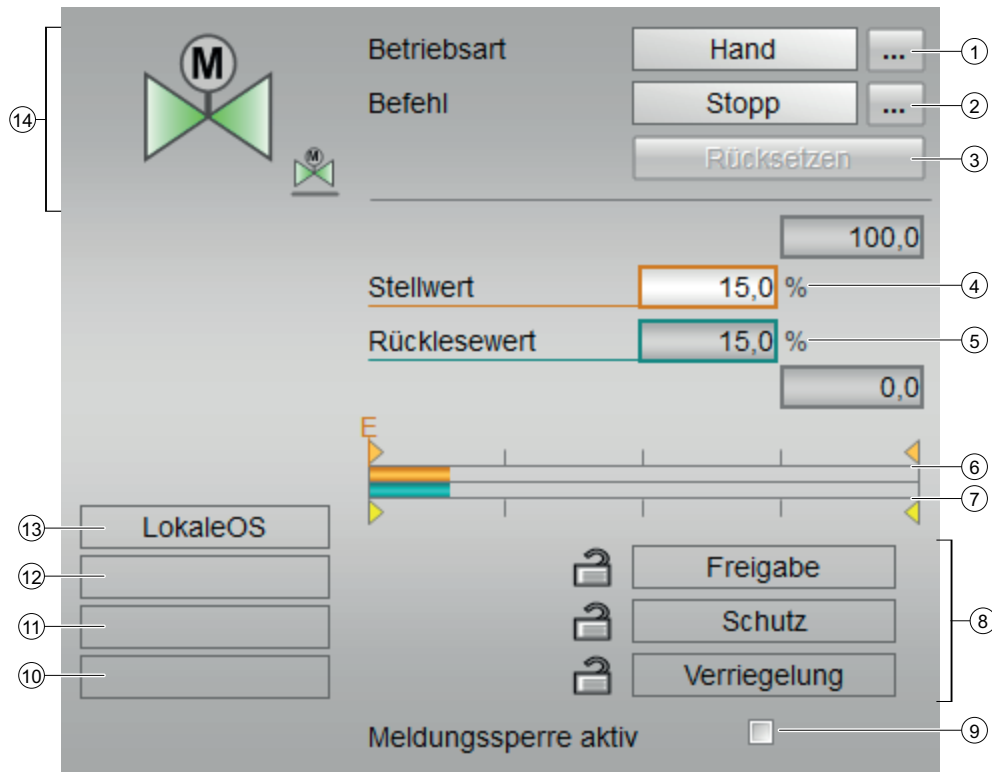 M
Betriebsart Hand ... 1
Befehl Stopp ... 2
14
M
Rücksetzen 3
100,0
Stellwert 15,0 % 4
Rücklesewert 15,0 % 5
0,0
E
6
7
13 LokaleOS
12
11
10
Freigabe
Schutz 8
Verriegelung
Meldungssperre aktiv 9